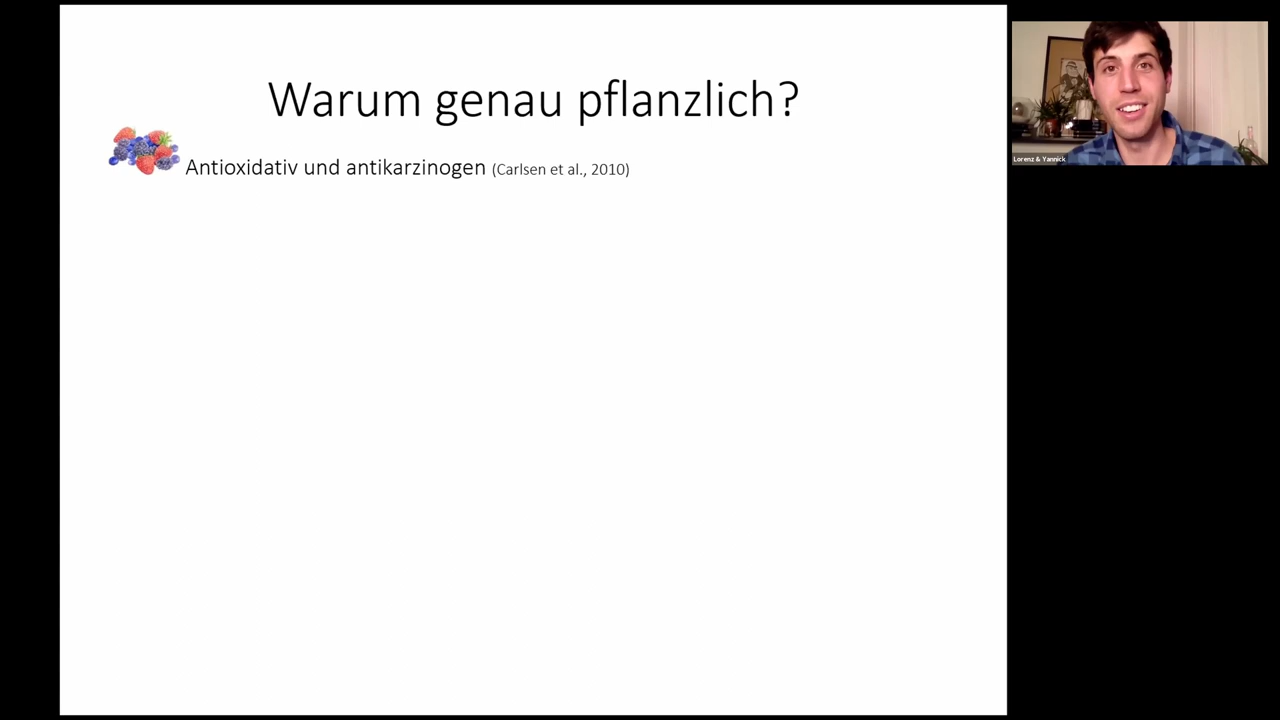 Warum genau pflanzlich?
Antioxidativ und antikarzinogen (Carlsen et al., 2010)
Lorenz & Yannick